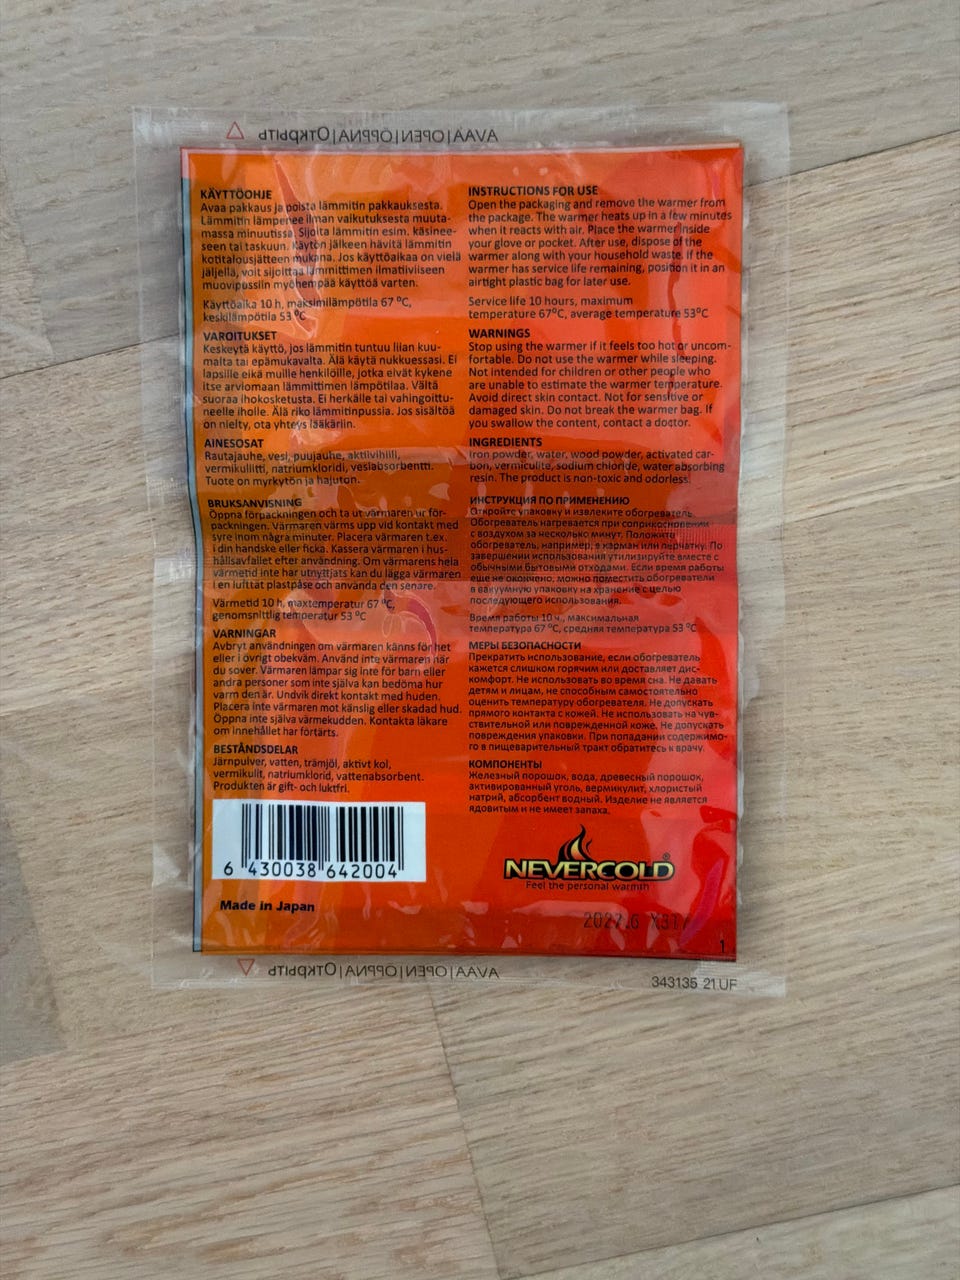 AVAA|OPEN|ÖPPNA|Открыть
KÄYTTÖOHJE
Avaa pakkaus ja poista lämmitin pakkauksesta.
Lämmitin lämpenee ilman vaikutuksesta muuta-
massa minuutissa. Sijoita lämmitin esim. käsinee-
seen tai taskuun. Käytön jälkeen hävitä lämmitin
kotitalousjätteen mukana. Jos käyttöaikaa on vielä
jäljellä, voit sijoittaa lämmittimen ilmatiiviiseen
muovipussiin myöhempää käyttöä varten.
Käyttöaika 10 h, maksimilämpötila 67 °C,
keskilämpötila 53 °C
VAROITUKSET
Keskeytä käyttö, jos lämmitin tuntuu liian kuu-
malta tai epämukavalta. Älä käytä nukkuessasi. Ei
lapsille eikä muille henkilöille, jotka eivät kykene
itse arvioimaan lämmittimen lämpötilaa. Vältä
suoraa ihokosketusta. Ei herkälle tai vahingoittu-
neelle iholle. Älä riko lämmitinpussia. Jos sisältöä
on nielty, ota yhteys lääkäriin.
AINESOSAT
Rautajauhe, vesi, puujauhe, aktiivihiili,
vermikuliitti, natriumkloridi, vesiabsorbentti.
Tuote on myrkytön ja hajuton.
BRUKSANVISNING
Öppna förpackningen och ta ut värmaren ur för-
packningen. Värmaren värms upp vid kontakt med
syre inom några minuter. Placera värmaren t.ex.
i din handske eller ficka. Kassera värmaren i hus-
hållsavfallet efter användning. Om värmarens hela
värmetid inte har utnyttjats kan du lägga värmaren
i en lufttät plastpåse och använda den senare.
Värmetid 10 h, maxtemperatur 67 °C,
genomsnittlig temperatur 53 °C
VARNINGAR
Avbryt användningen om värmaren känns för het
eller i övrigt obekväm. Använd inte värmaren när
du sover. Värmaren lämpar sig inte för barn eller
andra personer som inte själva kan bedöma hur
varm den är. Undvik direkt kontakt med huden.
Placera inte värmaren mot känslig eller skadad hud.
Öppna inte själva värmekudden. Kontakta läkare
om innehållet har förtärts.
BESTÅNDSDELAR
Järnpulver, vatten, trämjöl, aktivt kol,
vermikulit, natriumklorid, vattenabsorbent.
Produkten är gift- och luktfri.
6 430038 642004
Made in Japan
INSTRUCTIONS FOR USE
Open the packaging and remove the warmer from
the package. The warmer heats up in a few minutes
when it reacts with air. Place the warmer inside
your glove or pocket. After use, dispose of the
warmer along with your household waste. If the
warmer has service life remaining, position it in an
airtight plastic bag for later use.
Service life 10 hours, maximum
temperature 67°C, average temperature 53°C
WARNINGS
Stop using the warmer if it feels too hot or uncom-
fortable. Do not use the warmer while sleeping.
Not intended for children or other people who
are unable to estimate the warmer temperature.
Avoid direct skin contact. Not for sensitive or
damaged skin. Do not break the warmer bag. If
you swallow the content, contact a doctor.
INGREDIENTS
Iron powder, water, wood powder, activated car-
bon, vermiculite, sodium chloride, water absorbing
resin. The product is non-toxic and odorless.
ИНСТРУКЦИЯ ПО ПРИМЕНЕНИЮ
Откройте упаковку и извлеките обогреватель.
Обогреватель нагревается при соприкосновении
с воздухом за несколько минут. Положите
обогреватель, например, в карман или перчатку. По
завершении использования утилизируйте вместе с
обычными бытовыми отходами. Если время работы
еще не окончено, можно поместить обогреватели
в вакуумную упаковку на хранение с целью
последующего использования.
Время работы 10 ч., максимальная
температура 67 °C, средняя температура 53 °C
МЕРЫ БЕЗОПАСНОСТИ
Прекратить использование, если обогреватель
кажется слишком горячим или доставляет дис-
комфорт. Не использовать во время сна. Не давать
детям и лицам, не способным самостоятельно
оценить температуру обогревателя. Не допускать
прямого контакта с кожей. Не использовать на чув-
ствительной или поврежденной коже. Не допускать
повреждения упаковки. При попадании содержимо-
го в пищеварительный тракт обратитесь к врачу.
КОМПОНЕНТЫ
Железный порошок, вода, древесный порошок,
активированный уголь, вермикулит, хлористый
натрий, абсорбент водный. Изделие не является
ядовитым и не имеет запаха.
NEVERCOLD®
Feel the personal warmth
2027.6
1
AVAA|OPEN|ÖPPNA|Открыть
343135 21 UF